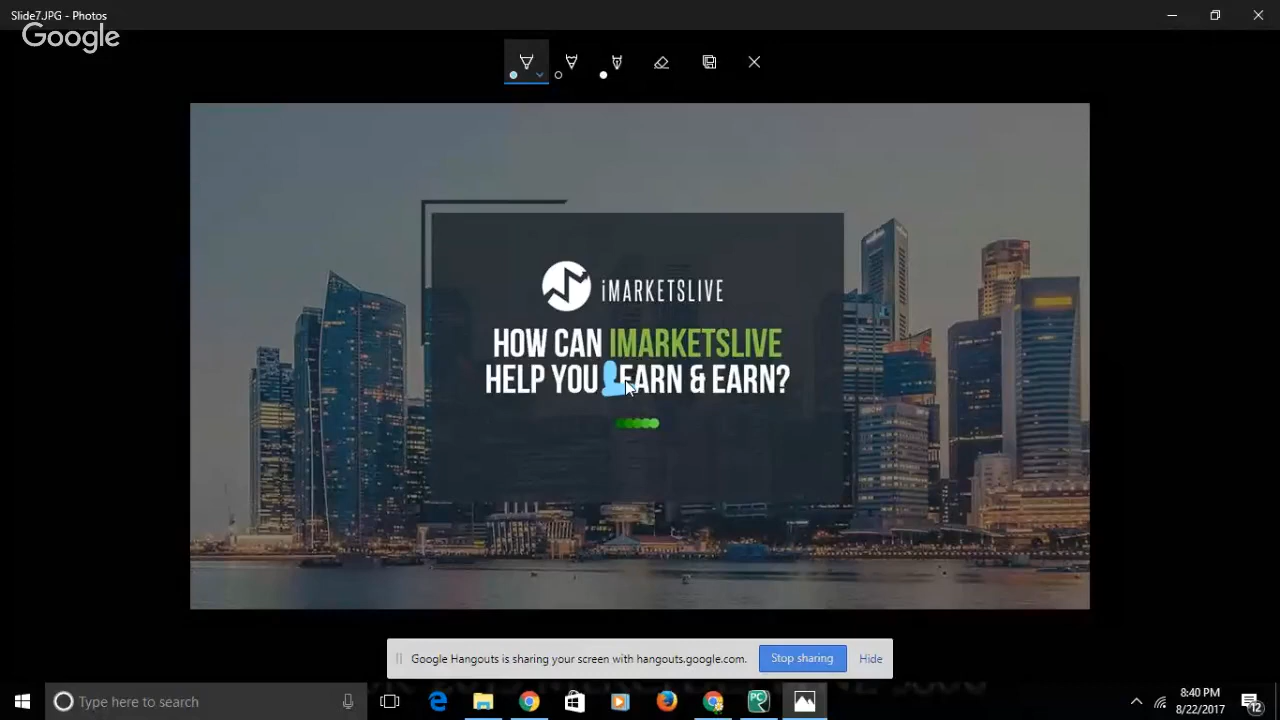 Slide7.JPG - Photos
Google
iMARKETSLIVE
HOW CAN IMARKETSLIVE
HELP YOU LEARN & EARN?
Google Hangouts is sharing your screen with hangouts.google.com.
Stop sharing
Hide
Type here to search
PC
8:40 PM
8/22/2017
12